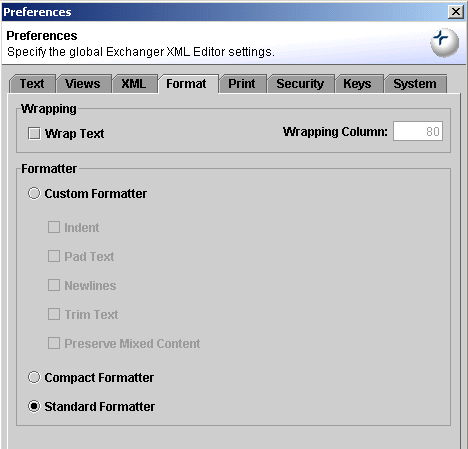 Preferences
Preferences
Specify the global Exchanger XML Editor settings.
Text Views XML Format Print Security Keys System
Wrapping
Wrap Text Wrapping Column: 80
Formatter
Custom Formatter
Indent
Pad Text
Newlines
Trim Text
Preserve Mixed Content
Compact Formatter
Standard Formatter